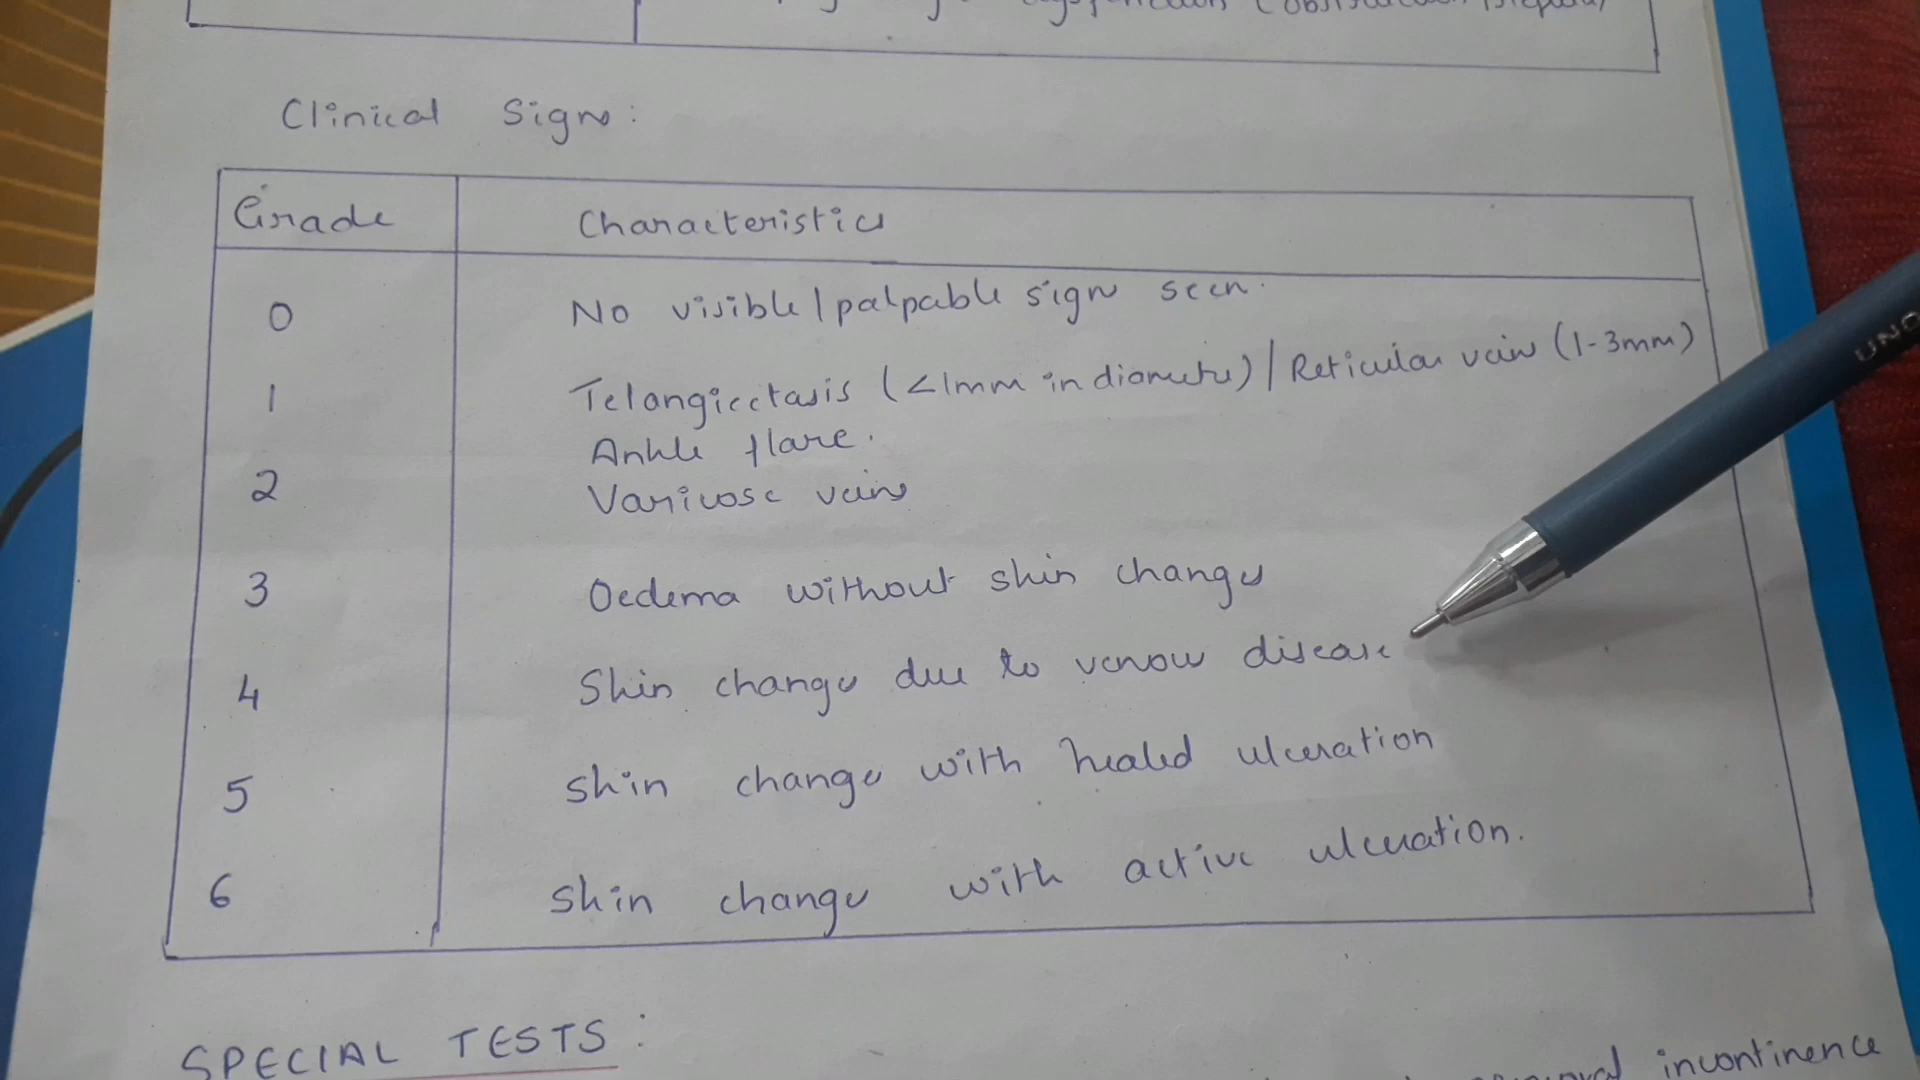 Clinical Signs:
Grade Characteristics
0 No visible/palpable signs seen.
1 Telangiectasis (<1mm in diameter) / Reticular veins (1-3mm)
Ankle flare.
2 Varicose veins
3 Oedema without skin changes
4 Skin changes due to venous disease
5 Skin changes with healed ulceration
6 Skin changes with active ulceration.
SPECIAL TESTS:
incontinence
UNO